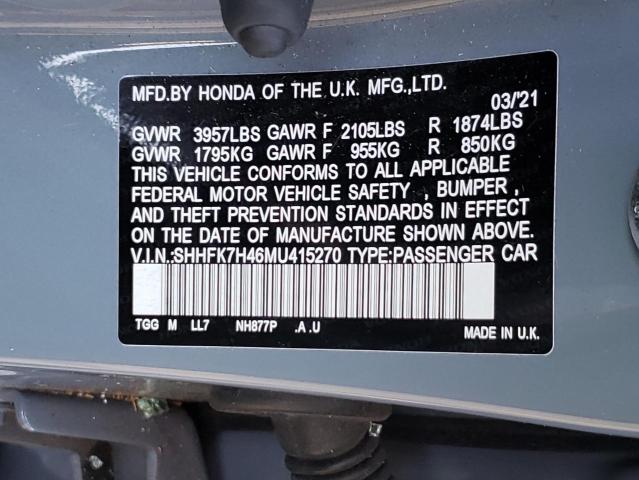 MFD.BY HONDA OF THE U.K. MFG.,LTD.
03/'21
GVWR 3957LBS GAWR F 2105LBS R 1874LBS
GVWR 1795KG GAWR F 955KG R 850KG
THIS VEHICLE CONFORMS TO ALL APPLICABLE
FEDERAL MOTOR VEHICLE SAFETY , BUMPER ,
AND THEFT PREVENTION STANDARDS IN EFFECT
ON THE DATE OF MANUFACTURE SHOWN ABOVE.
V.I.N.:SHHFK7H46MU415270 TYPE:PASSENGER CAR
TGG M LL7 NH877P .A .U
MADE IN U.K.